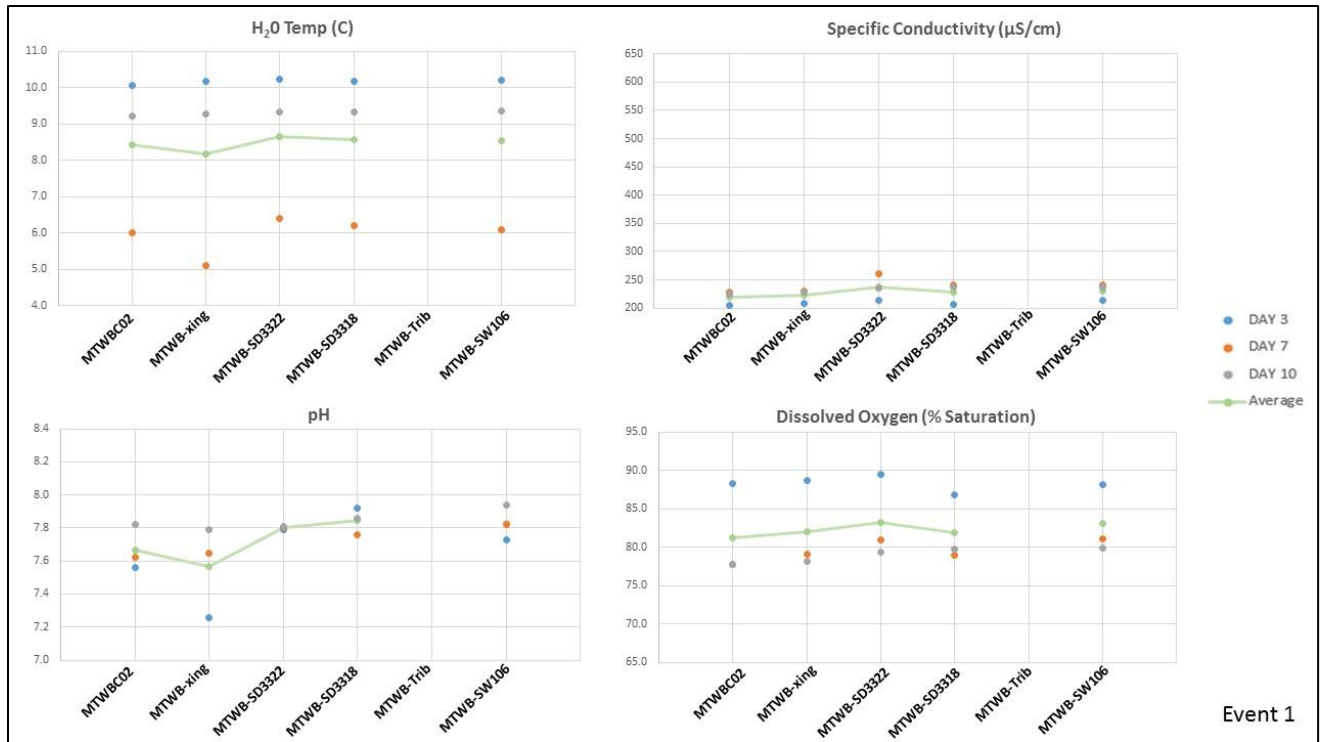 H₂0 Temp (C)
11.0
10.0
9.0
8.0
7.0
6.0
5.0
4.0
MTWBC02
MTWB-xing
MTWB-SD3322
MTWB-SD3318
MTWB-Trib
MTWB-SW106
Specific Conductivity (µS/cm)
650
600
550
500
450
400
350
300
250
200
MTWBC02
MTWB-xing
MTWB-SD3322
MTWB-SD3318
MTWB-Trib
MTWB-SW106
DAY 3
DAY 7
DAY 10
Average
pH
8.4
8.2
8.0
7.8
7.6
7.4
7.2
7.0
MTWBC02
MTWB-xing
MTWB-SD3322
MTWB-SD3318
MTWB-Trib
MTWB-SW106
Dissolved Oxygen (% Saturation)
95.0
90.0
85.0
80.0
75.0
70.0
65.0
MTWBC02
MTWB-xing
MTWB-SD3322
MTWB-SD3318
MTWB-Trib
MTWB-SW106
Event 1